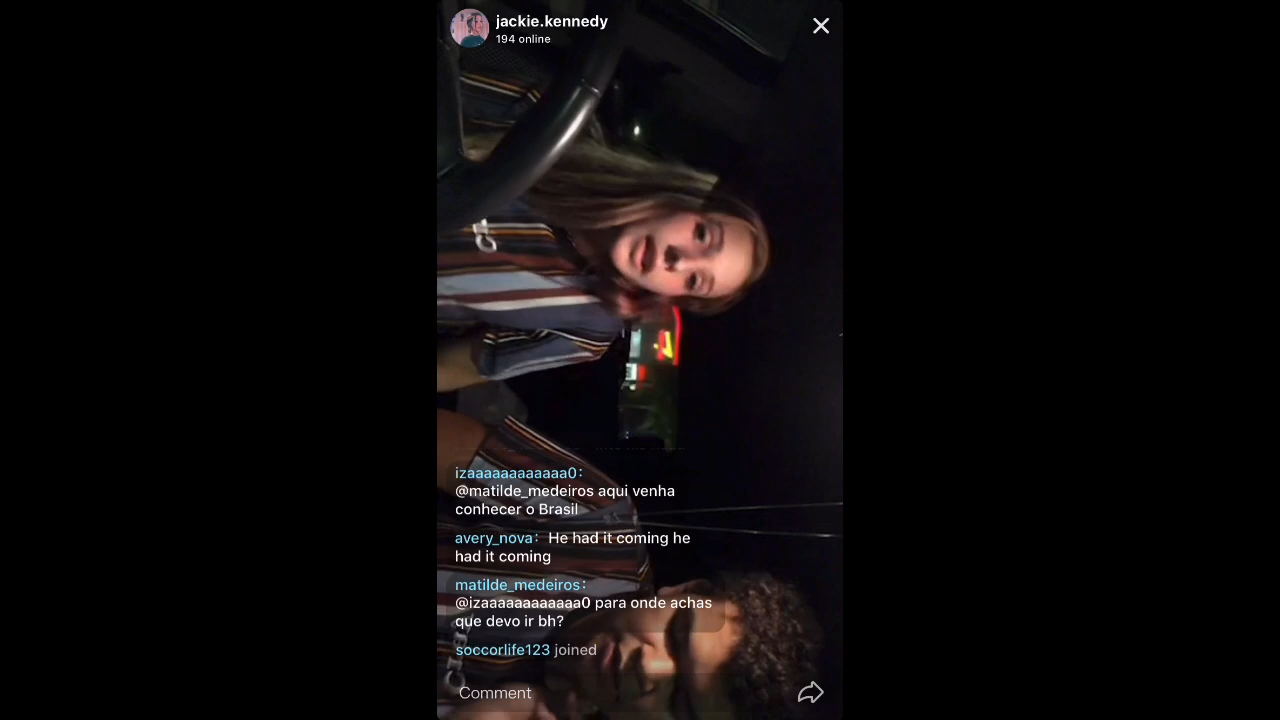 jackie.kennedy
194 online
izaaaaaaaaaaaa0:
@matilde_medeiros aqui venha
conhecer o Brasil
avery_nova: He had it coming he
had it coming
matilde_medeiros:
@izaaaaaaaaaaaa0 para onde achas
que devo ir bh?
soccorlife123 joined
Comment